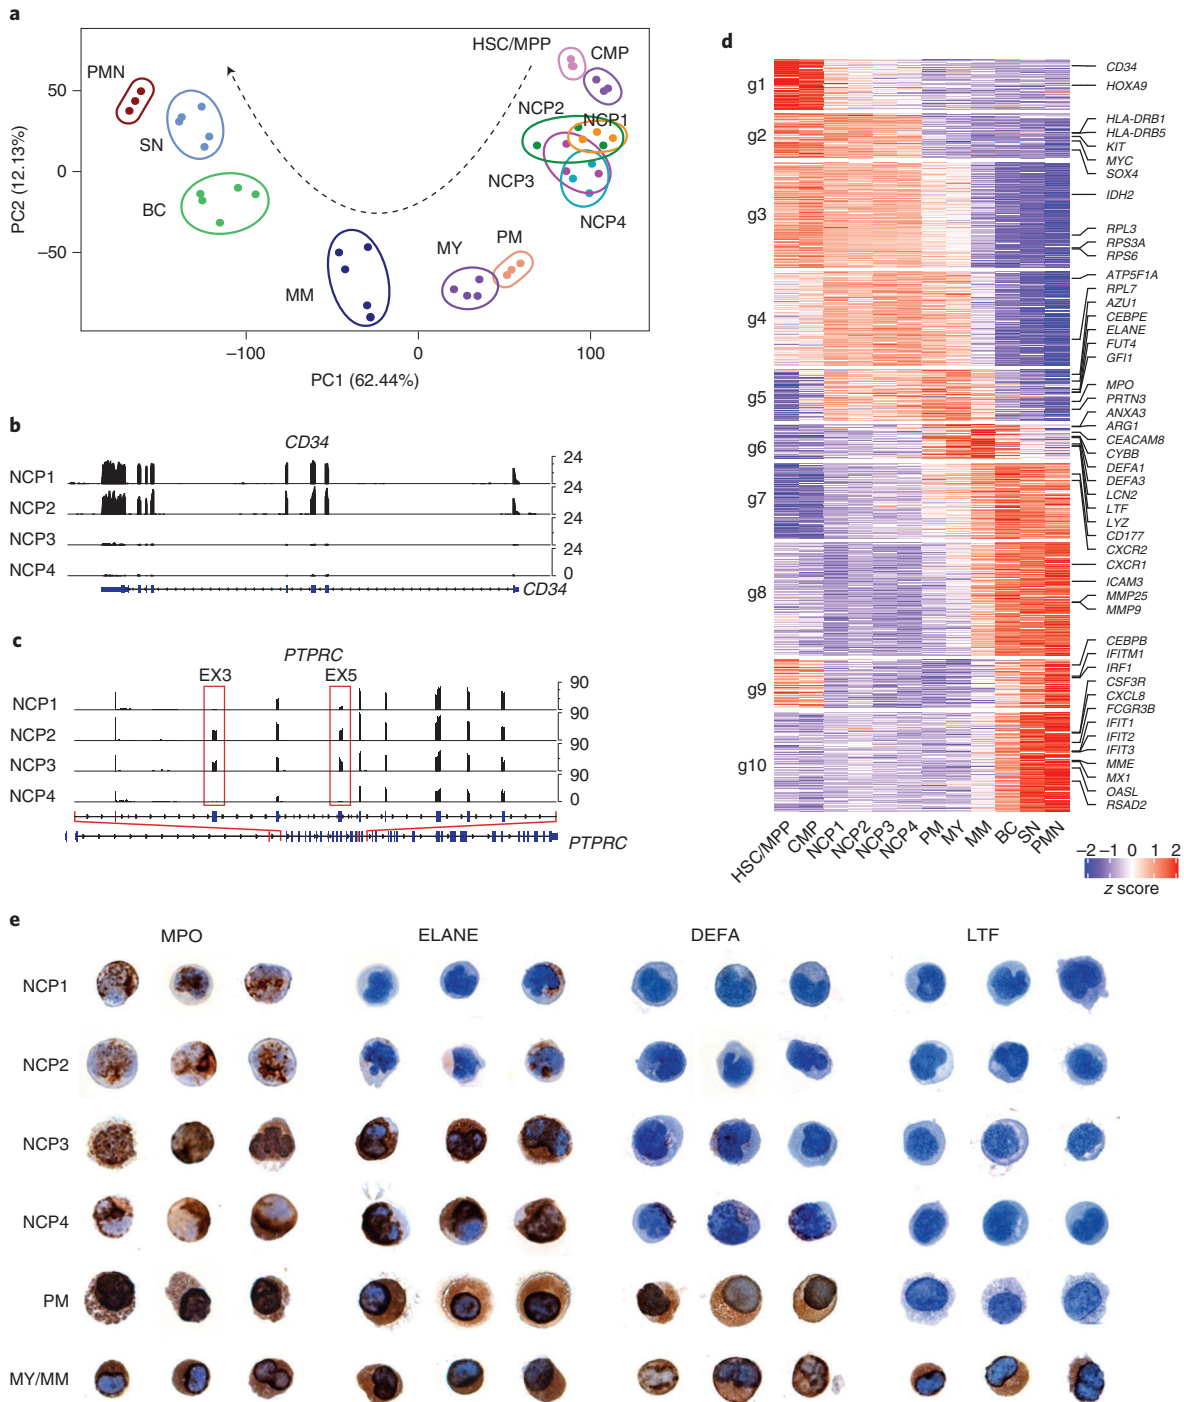 a
PMN
SN
BC
MM
MY
PM
HSC/MPP
CMP
NCP2
NCP1
NCP3
NCP4
50
0
−50
PC2 (12.13%)
−100
0
100
PC1 (62.44%)
b
CD34
NCP1
24
NCP2
24
NCP3
24
NCP4
24
0
CD34
c
PTPRC
EX3
EX5
NCP1
90
NCP2
90
NCP3
90
NCP4
90
0
PTPRC
d
g1
g2
g3
g4
g5
g6
g7
g8
g9
g10
CD34
HOXA9
HLA-DRB1
HLA-DRB5
KIT
MYC
SOX4
IDH2
RPL3
RPS3A
RPS6
ATP5F1A
RPL7
AZU1
CEBPE
ELANE
FUT4
GFI1
MPO
PRTN3
ANXA3
ARG1
CEACAM8
CYBB
DEFA1
DEFA3
LCN2
LTF
LYZ
CD177
CXCR2
CXCR1
ICAM3
MMP25
MMP9
CEBPB
IFITM1
IRF1
CSF3R
CXCL8
FCGR3B
IFIT1
IFIT2
IFIT3
MME
MX1
OASL
RSAD2
HSC/MPP
CMP
NCP1
NCP2
NCP3
NCP4
PM
MY
MM
BC
SN
PMN
−2 −1 0 1 2
z score
e
MPO ELANE DEFA LTF
NCP1
NCP2
NCP3
NCP4
PM
MY/MM